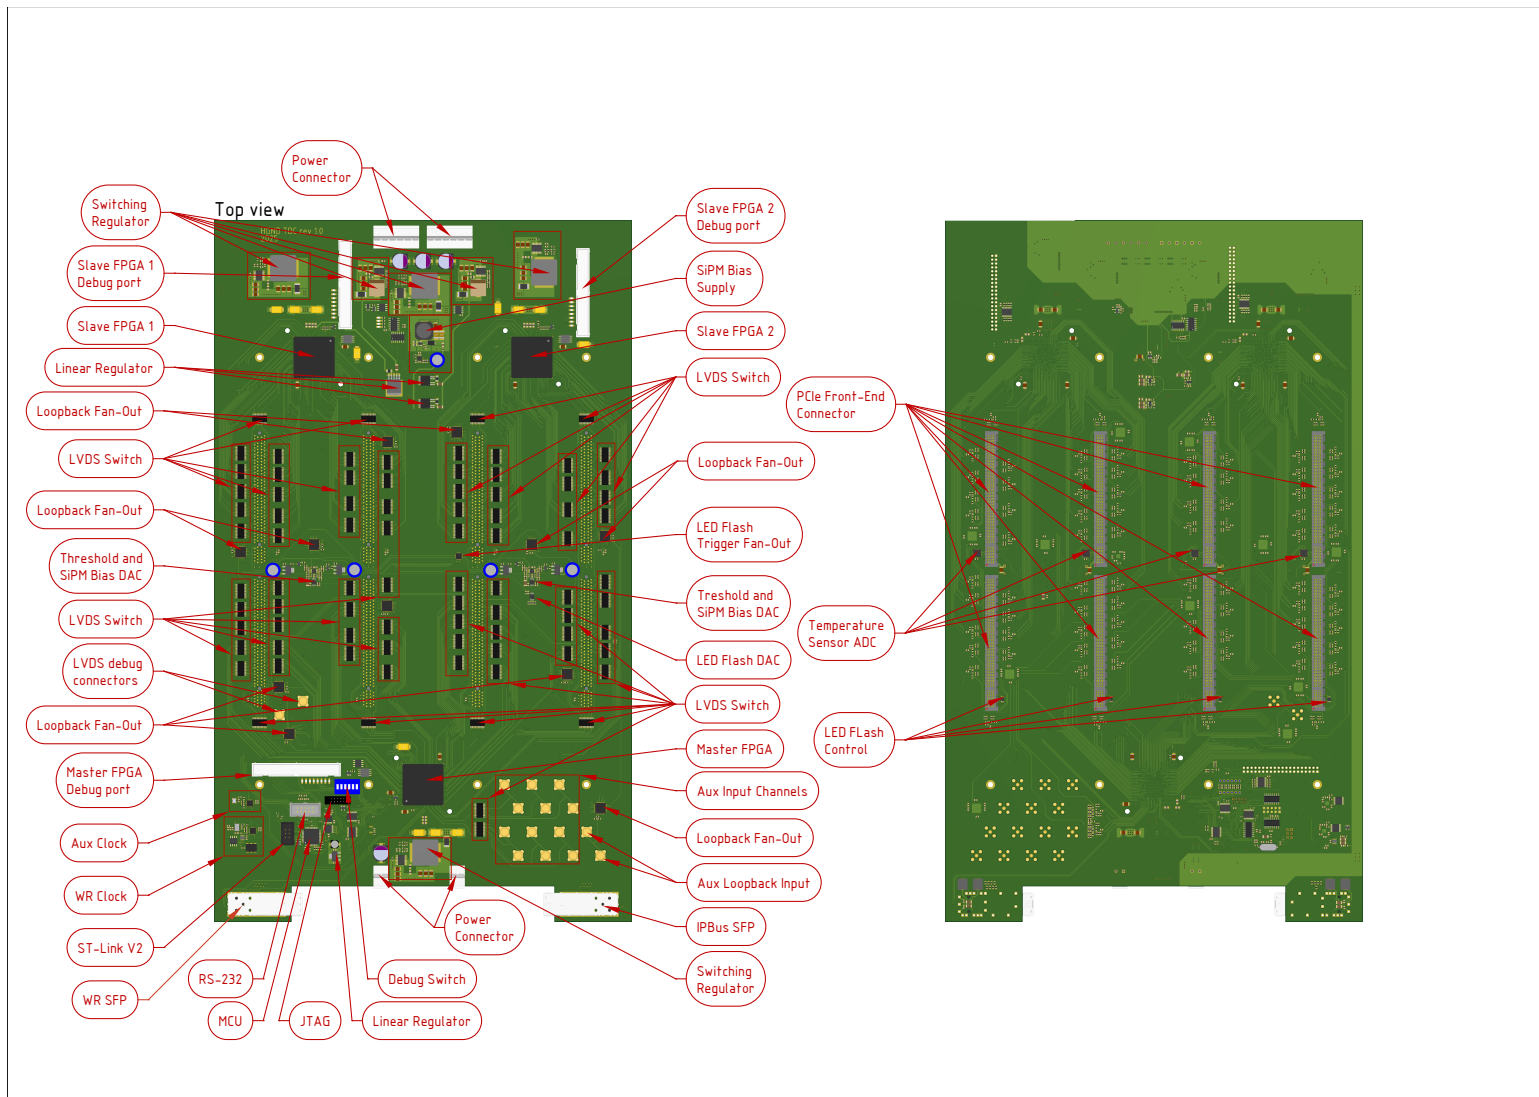 Power
Connector
Top view
Switching
Regulator
HGND TDC rev 1.0
2025
Slave FPGA 2
Debug port
Slave FPGA 1
Debug port
SiPM Bias
Supply
Slave FPGA 1
Slave FPGA 2
Linear Regulator
LVDS Switch
PCIe Front-End
Connector
Loopback Fan-Out
LVDS Switch
Loopback Fan-Out
Loopback Fan-Out
LED Flash
Trigger Fan-Out
Threshold and
SiPM Bias DAC
Treshold and
SiPM Bias DAC
LVDS Switch
Temperature
Sensor ADC
LVDS debug
connectors
LED Flash DAC
LVDS Switch
Loopback Fan-Out
LED FLash
Control
Master FPGA
Master FPGA
Debug port
Aux Input Channels
Aux Clock
Loopback Fan-Out
WR Clock
Aux Loopback Input
Power
Connector
IPBus SFP
ST-Link V2
RS-232
Debug Switch
Switching
Regulator
WR SFP
MCU
JTAG
Linear Regulator